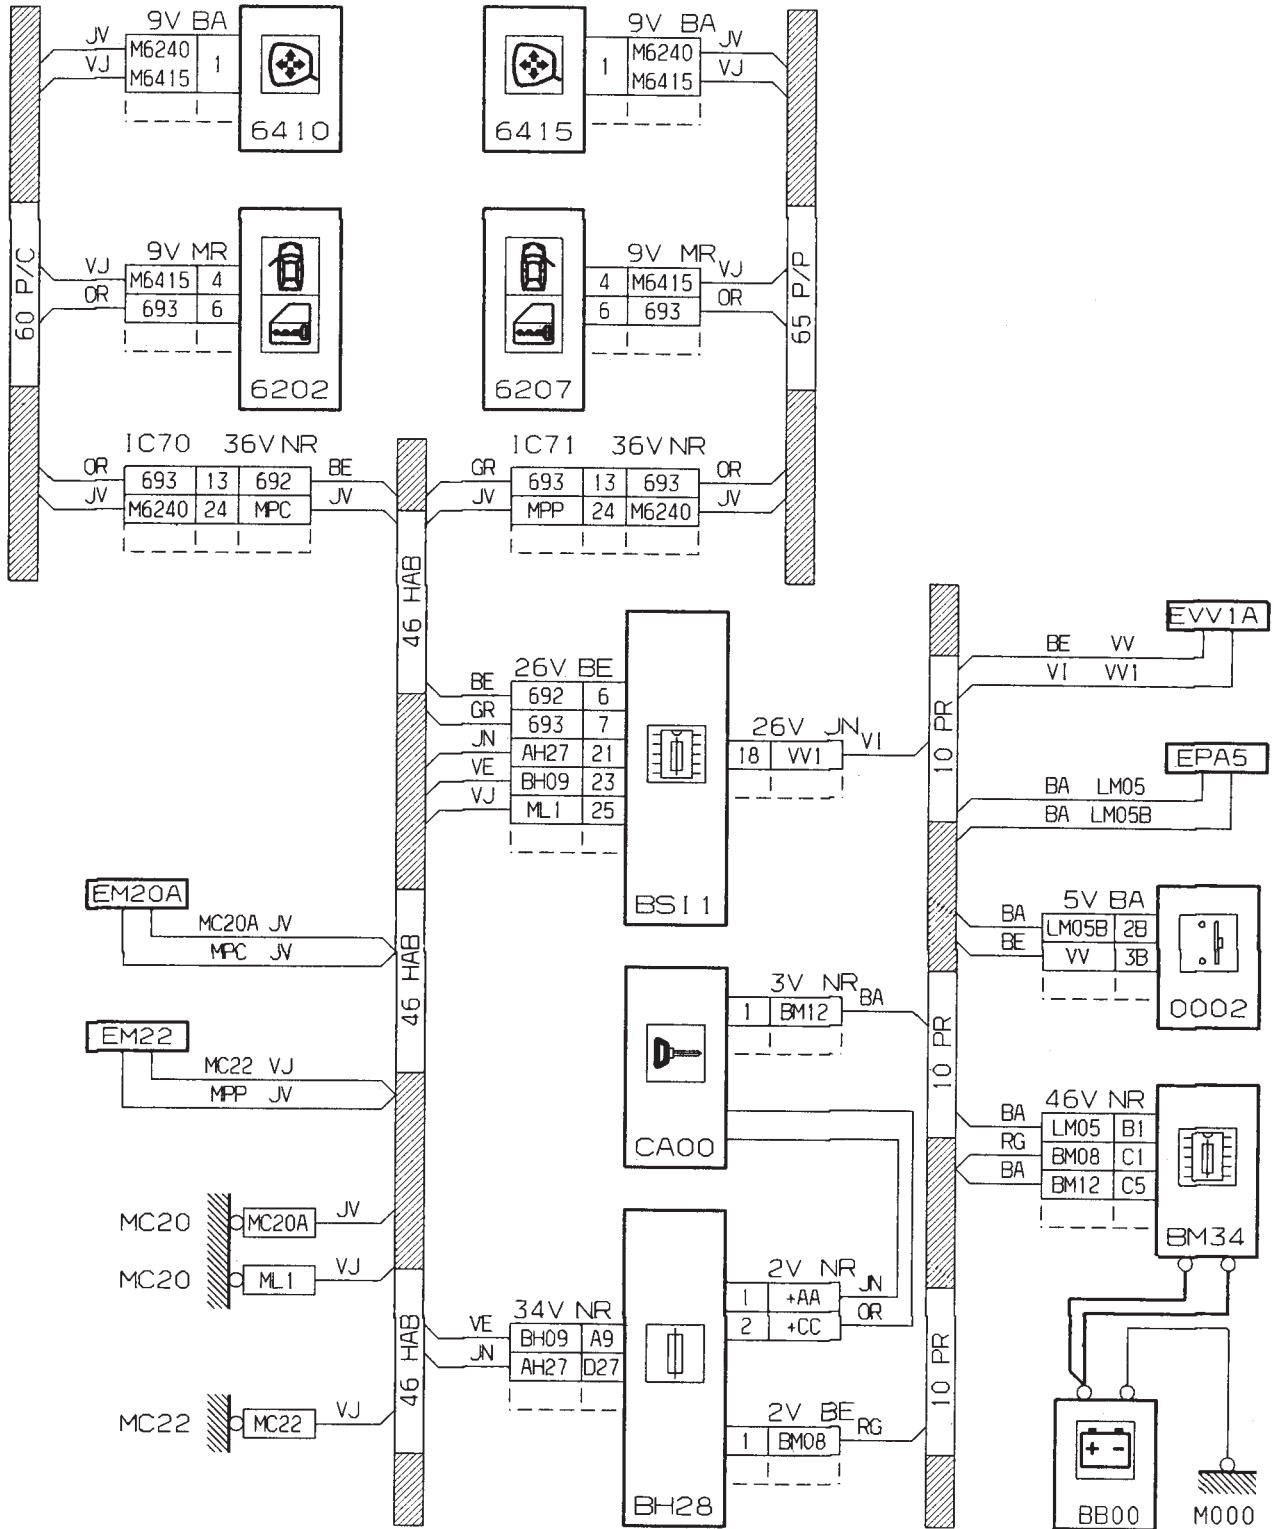 9V BA
JV M6240 1
VJ M6415
6410
9V BA
1 M6240 JV
M6415 VJ
6415
60 P/C
9V MR
VJ M6415 4
OR 693 6
6202
9V MR
4 M6415 VJ
6 693 OR
6207
65 P/P
IC70 36V NR
OR 693 13 692 BE
JV M6240 24 MPC JV
IC71 36V NR
GR 693 13 693 OR
JV MPP 24 M6240 JV
46 HAB
26V BE
BE 692 6
GR 693 7
JN AH27 21
VE BH09 23
VJ ML1 25
BSI1
26V JN
18 VV1 VI
10 PR
EVV1A
BE VV
VI VV1
EPA5
BA LM05
BA LM05B
EM20A
MC20A JV
MPC JV
46 HAB
EM22
MC22 VJ
MPP JV
5V BA
BA LM05B 2B
BE VV 3B
0002
3V NR
1 BM12 BA
CA00
10 PR
46V NR
BA LM05 B1
RG BM08 C1
BA BM12 C5
BM34
MC20 MC20A JV
MC20 ML1 VJ
MC22 MC22 VJ
46 HAB
34V NR
VE BH09 A9
JN AH27 D27
2V NR
1 +AA JN
2 +CC OR
2V BE
1 BM08 RG
BH28
10 PR
BB00
M000